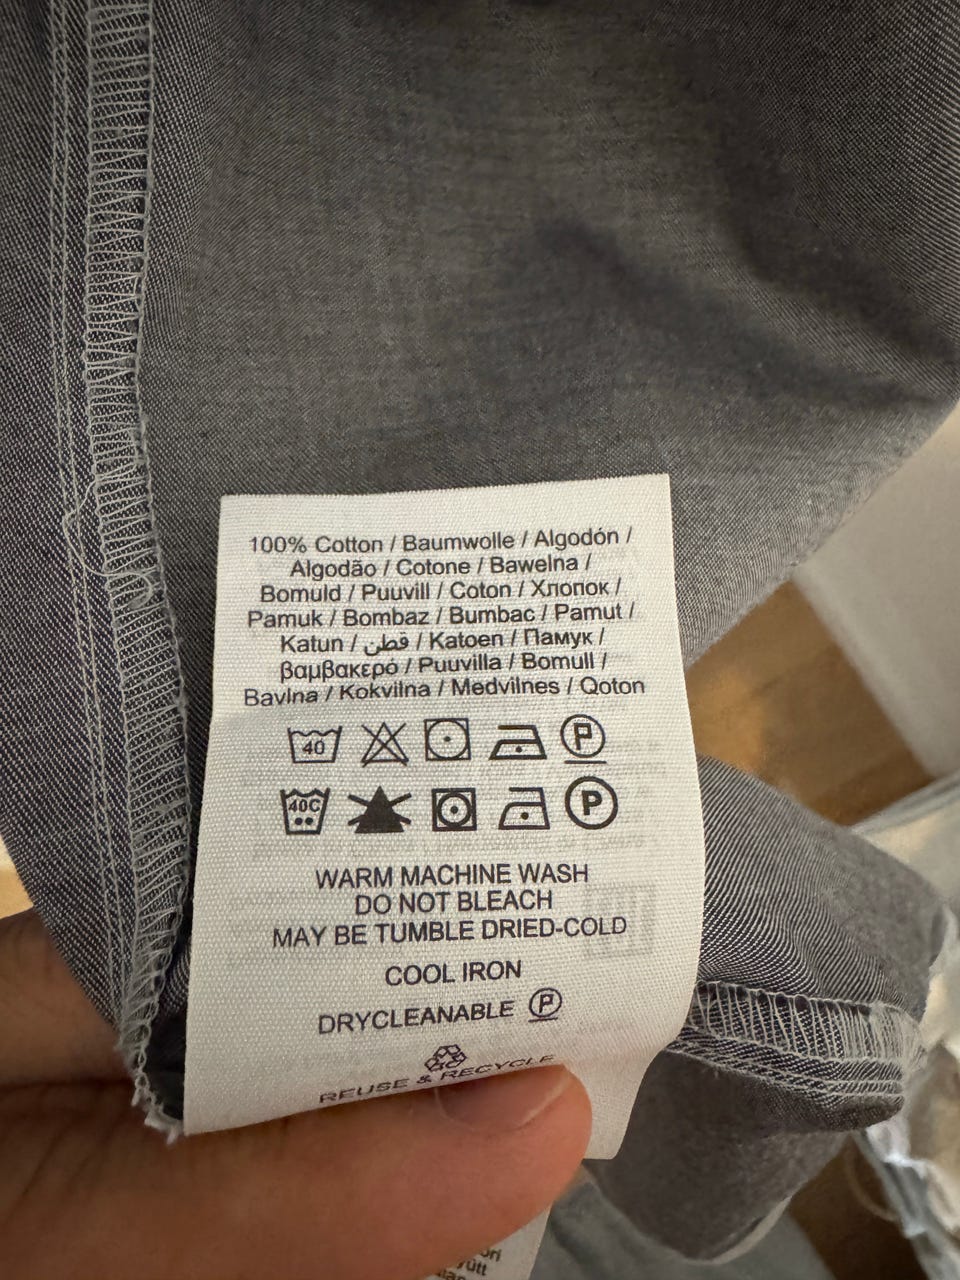 100% Cotton / Baumwolle / Algodón /
Algodão / Cotone / Bawełna /
Bomuld / Puuvill / Coton / Хлопок /
Pamuk / Bombaz / Bumbac / Pamut /
Katun / قطن / Katoen / Памук /
βαμβακερό / Puuvilla / Bomull /
Bavlna / Kokvilna / Medvilnes / Qoton
40 P
40C P
WARM MACHINE WASH
DO NOT BLEACH
MAY BE TUMBLE DRIED-COLD
COOL IRON
DRYCLEANABLE P
REUSE & RECYCLE